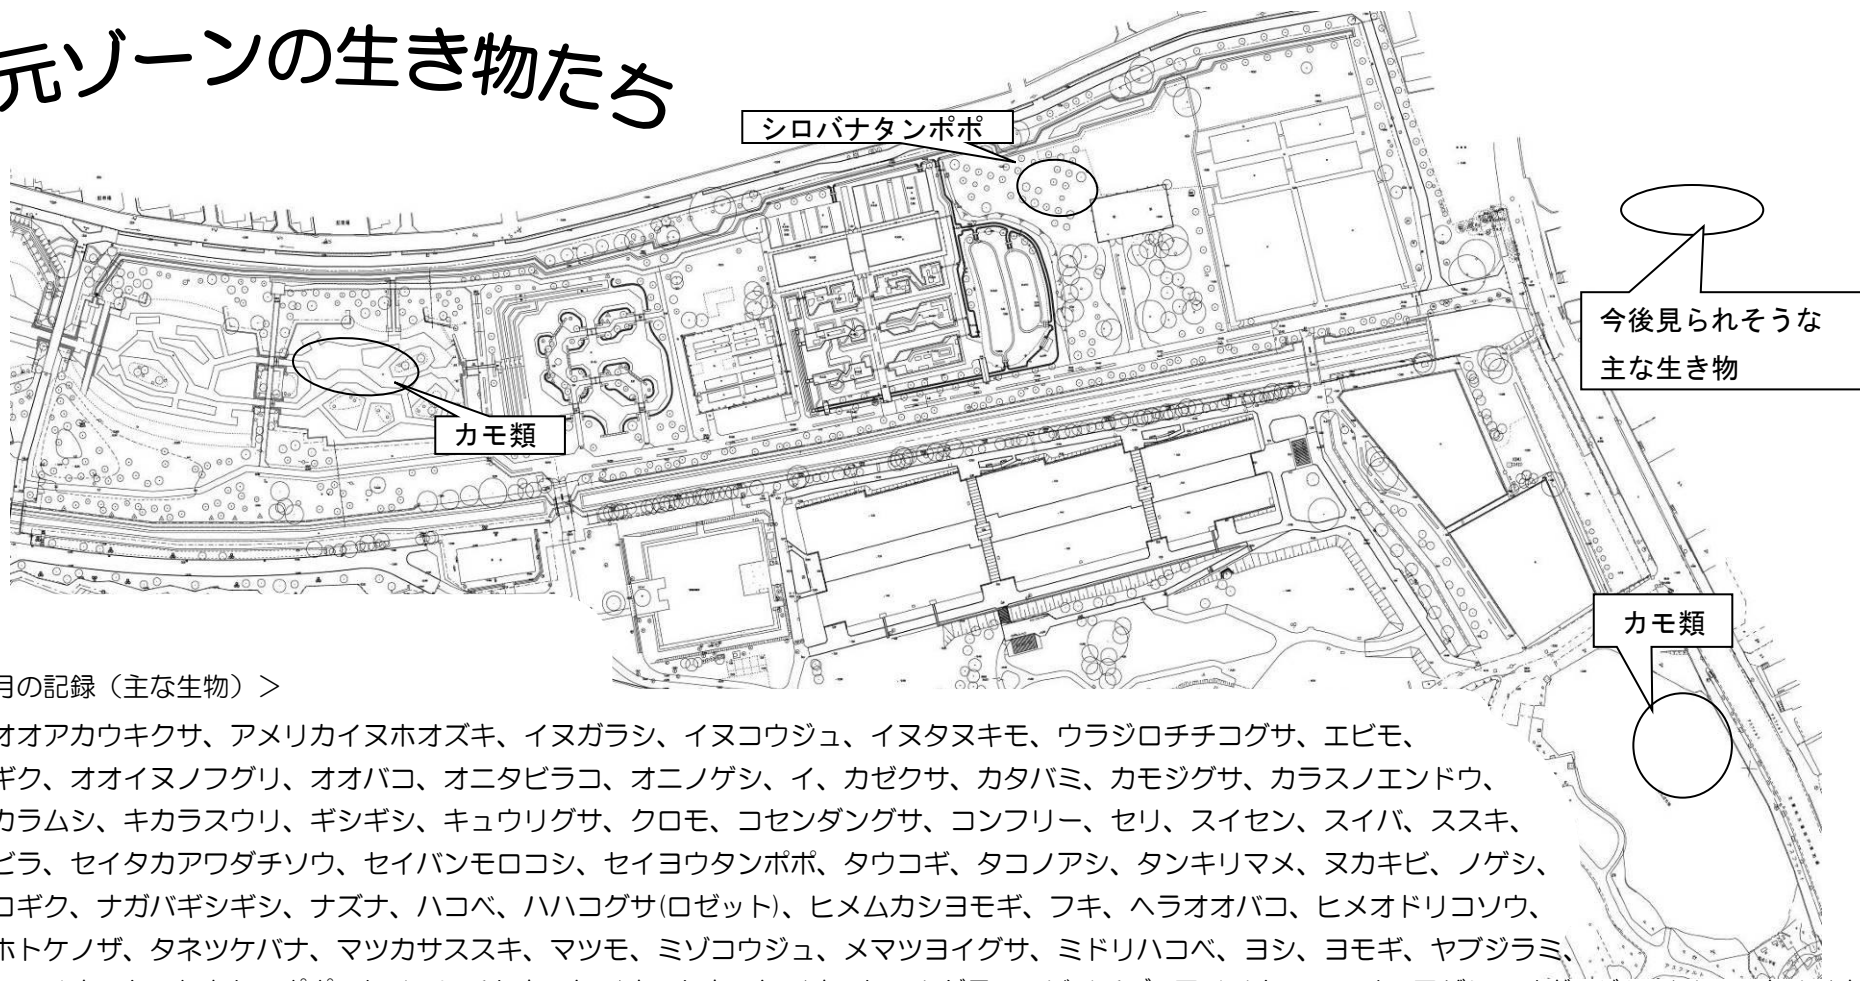 元ゾーンの生き物たち
シロバナタンポポ
今後見られそうな
主な生き物
カモ類
カモ類
月の記録（主な生物）＞
オオアカウキクサ、アメリカイヌホオズキ、イヌガラシ、イヌコウジュ、イヌタヌキモ、ウラジロチチコグサ、エビモ、
ギク、オオイヌノフグリ、オオバコ、オニタビラコ、オニノゲシ、イ、カゼクサ、カタバミ、カモジグサ、カラスノエンドウ、
カラムシ、キカラスウリ、ギシギシ、キュウリグサ、クロモ、コセンダングサ、コンフリー、セリ、スイセン、スイバ、ススキ、
ビラ、セイタカアワダチソウ、セイバンモロコシ、セイヨウタンポポ、タウコギ、タコノアシ、タンキリマメ、ヌカキビ、ノゲシ、
コギク、ナガバギシギシ、ナズナ、ハコベ、ハハコグサ(ロゼット)、ヒメムカシヨモギ、フキ、ヘラオオバコ、ヒメオドリコソウ、
ホトケノザ、タネツケバナ、マツカサススキ、マツモ、ミゾコウジュ、メマツヨイグサ、ミドリハコベ、ヨシ、ヨモギ、ヤブジラミ、